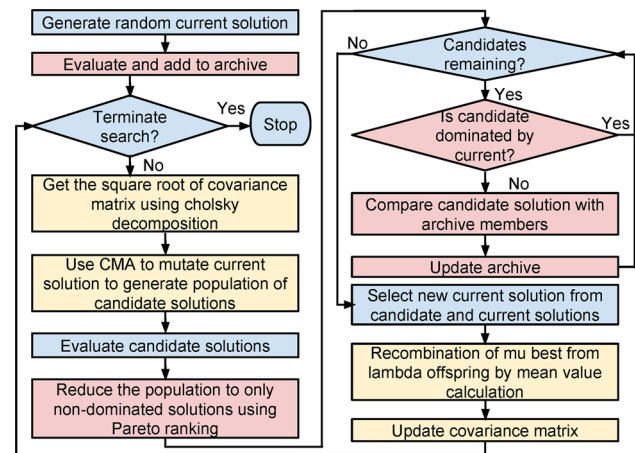 Generate random current solution
Evaluate and add to archive
Terminate
search?
Yes
Stop
No
Get the square root of covariance
matrix using cholsky
decomposition
Use CMA to mutate current
solution to generate population of
candidate solutions
Evaluate candidate solutions
Reduce the population to only
non-dominated solutions using
Pareto ranking
No
Candidates
remaining?
Yes
Is candidate
dominated by
current?
Yes
No
Compare candidate solution with
archive members
Update archive
Select new current solution from
candidate and current solutions
Recombination of mu best from
lambda offspring by mean value
calculation
Update covariance matrix